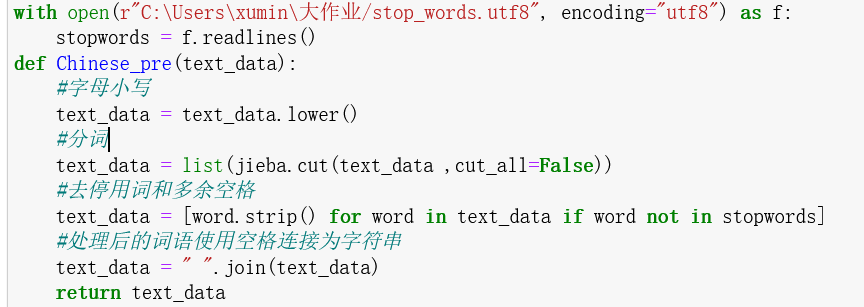 with open(r"C:\Users\xumin\大作业/stop_words.utf8", encoding="utf8") as f:
    stopwords = f.readlines()
def Chinese_pre(text_data):
    #字母小写
    text_data = text_data.lower()
    #分词
    text_data = list(jieba.cut(text_data ,cut_all=False))
    #去停用词和多余空格
    text_data = [word.strip() for word in text_data if word not in stopwords]
    #处理后的词语使用空格连接为字符串
    text_data = " ".join(text_data)
    return text_data